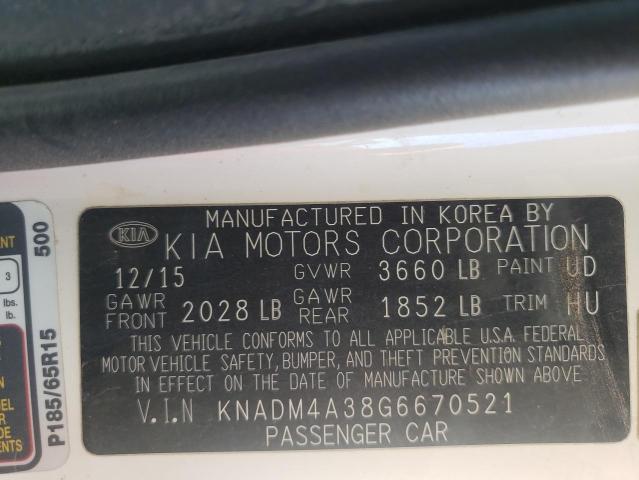 MANUFACTURED IN KOREA BY
KIA KIA MOTORS CORPORATION
12/15 GVWR 3660 LB PAINT UD
GAWR FRONT 2028 LB GAWR REAR 1852 LB TRIM HU
THIS VEHICLE CONFORMS TO ALL APPLICABLE U.S.A. FEDERAL
MOTOR VEHICLE SAFETY, BUMPER, AND THEFT PREVENTION STANDARDS
IN EFFECT ON THE DATE OF MANUFACTURE SHOWN ABOVE.
V.I.N KNADM4A38G6670521
PASSENGER CAR
P185/65R15 500
3
lbs.
lb.